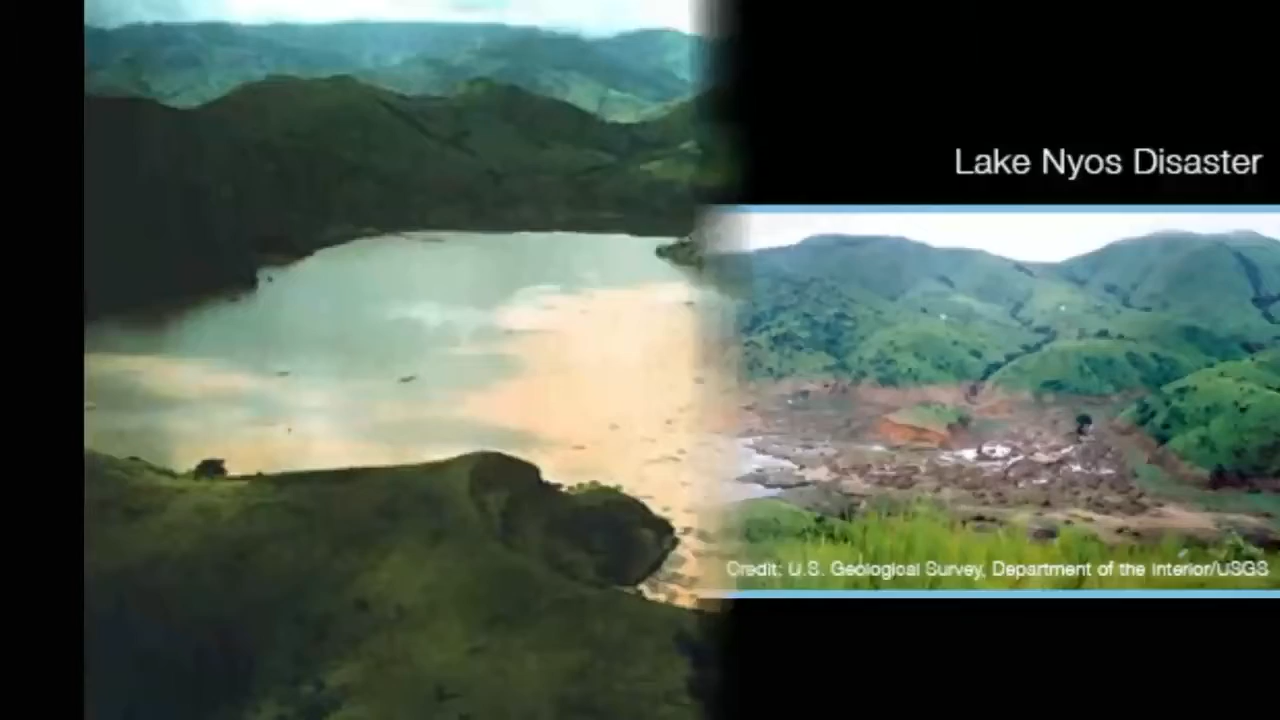 Lake Nyos Disaster
Credit: U.S. Geological Survey, Department of the Interior/USGS